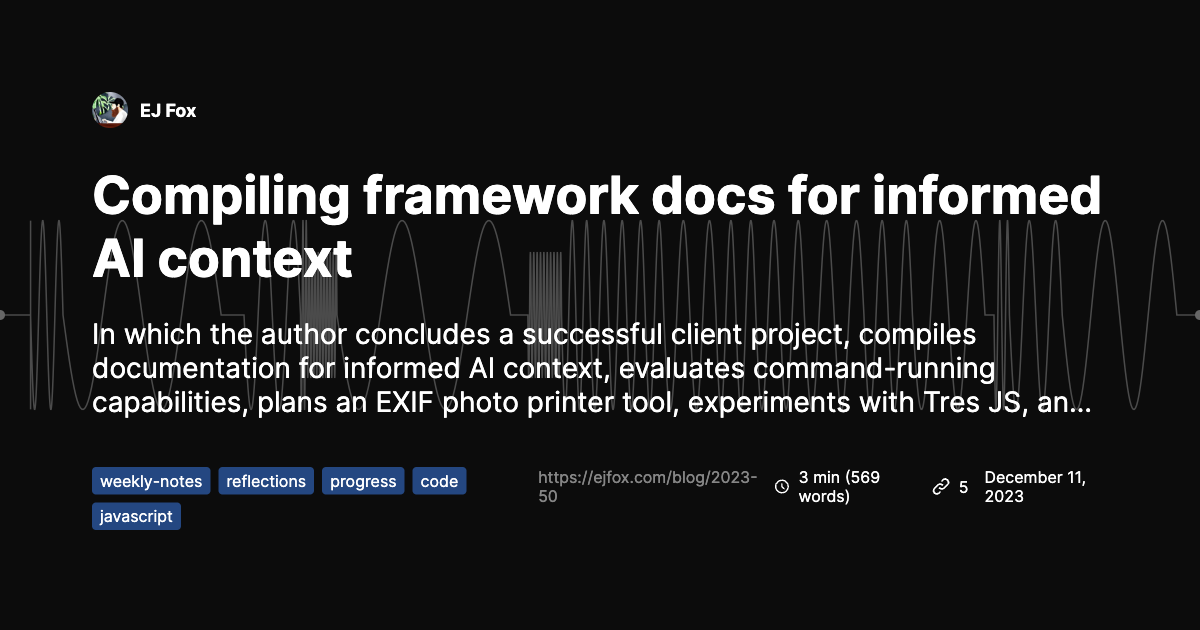 EJ Fox
Compiling framework docs for informed
AI context
In which the author concludes a successful client project, compiles
documentation for informed AI context, evaluates command-running
capabilities, plans an EXIF photo printer tool, experiments with Tres JS, an...
weekly-notes
reflections
progress
code
javascript
https://ejfox.com/blog/2023-
50
3 min (569
words)
5
December 11,
2023